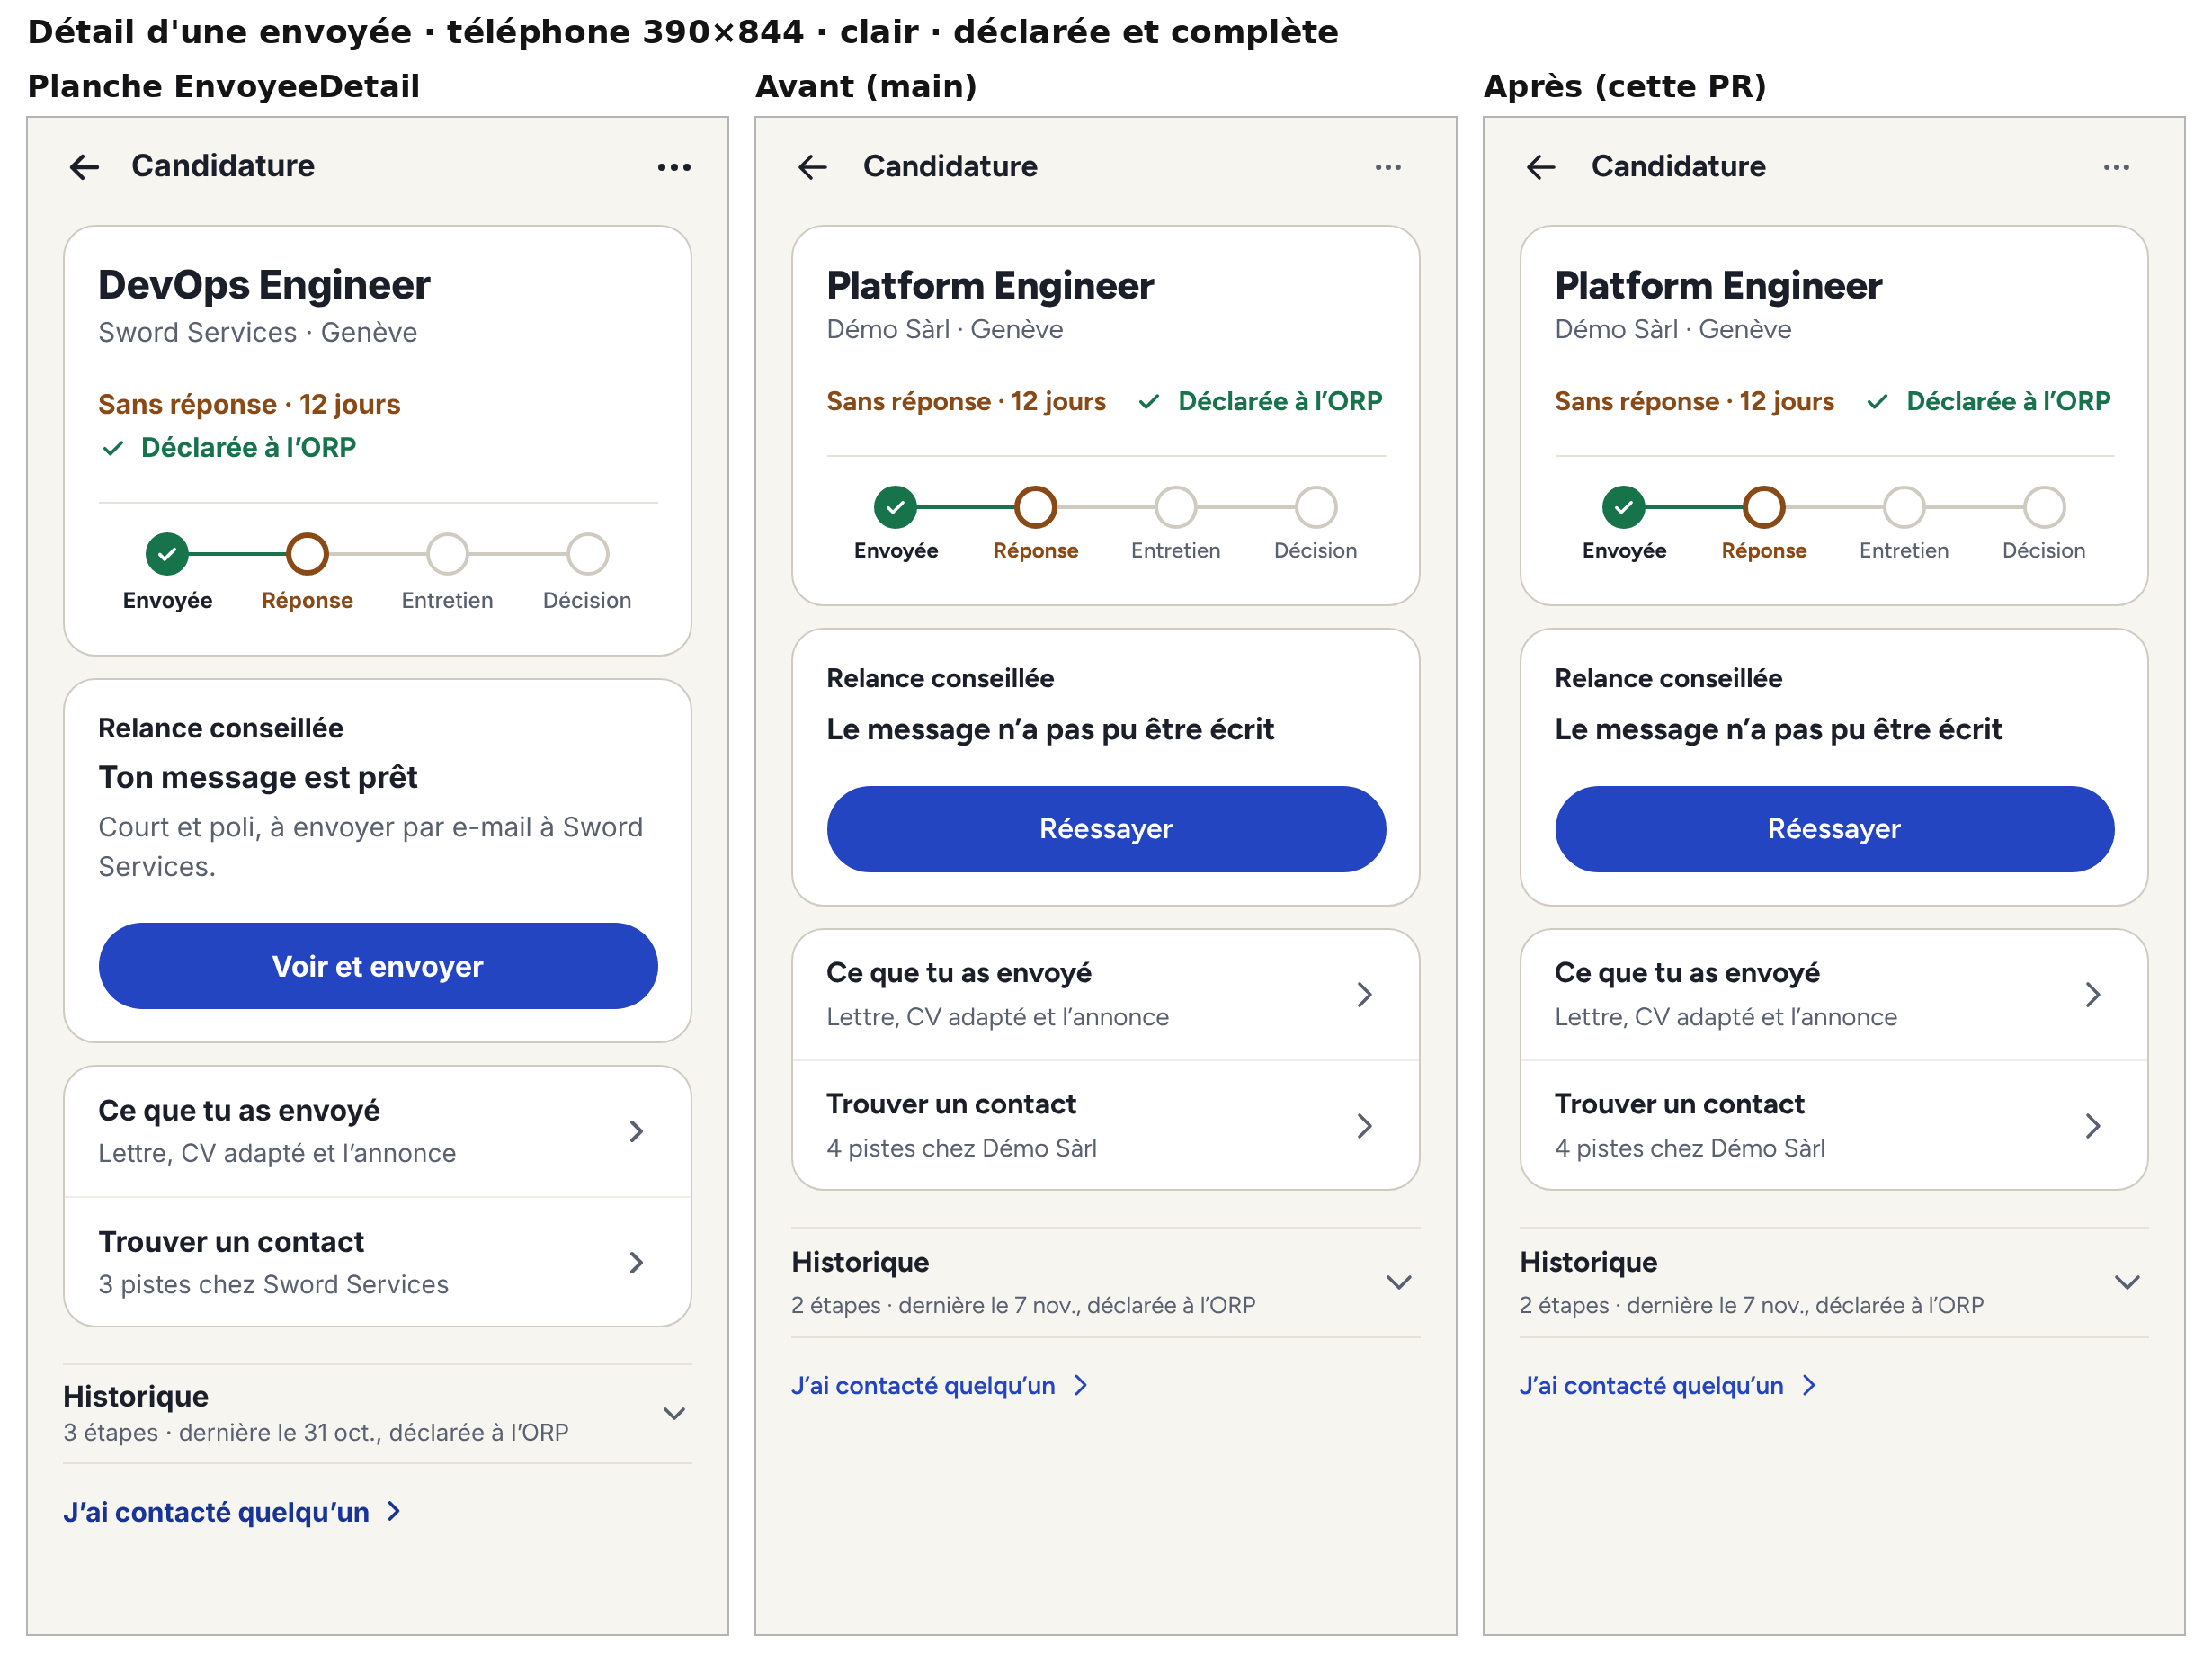 Détail d'une envoyée · téléphone 390×844 · clair · déclarée et complète
Planche EnvoyeeDetail
Candidature
DevOps Engineer
Sword Services · Genève
Sans réponse · 12 jours
Déclarée à l’ORP
Envoyée
Réponse
Entretien
Décision
Relance conseillée
Ton message est prêt
Court et poli, à envoyer par e-mail à Sword
Services.
Voir et envoyer
Ce que tu as envoyé
Lettre, CV adapté et l’annonce
Trouver un contact
3 pistes chez Sword Services
Historique
3 étapes · dernière le 31 oct., déclarée à l’ORP
J’ai contacté quelqu’un
Avant (main)
Candidature
Platform Engineer
Démo Sàrl · Genève
Sans réponse · 12 jours
Déclarée à l’ORP
Envoyée
Réponse
Entretien
Décision
Relance conseillée
Le message n’a pas pu être écrit
Réessayer
Ce que tu as envoyé
Lettre, CV adapté et l’annonce
Trouver un contact
4 pistes chez Démo Sàrl
Historique
2 étapes · dernière le 7 nov., déclarée à l’ORP
J’ai contacté quelqu’un
Après (cette PR)
Candidature
Platform Engineer
Démo Sàrl · Genève
Sans réponse · 12 jours
Déclarée à l’ORP
Envoyée
Réponse
Entretien
Décision
Relance conseillée
Le message n’a pas pu être écrit
Réessayer
Ce que tu as envoyé
Lettre, CV adapté et l’annonce
Trouver un contact
4 pistes chez Démo Sàrl
Historique
2 étapes · dernière le 7 nov., déclarée à l’ORP
J’ai contacté quelqu’un